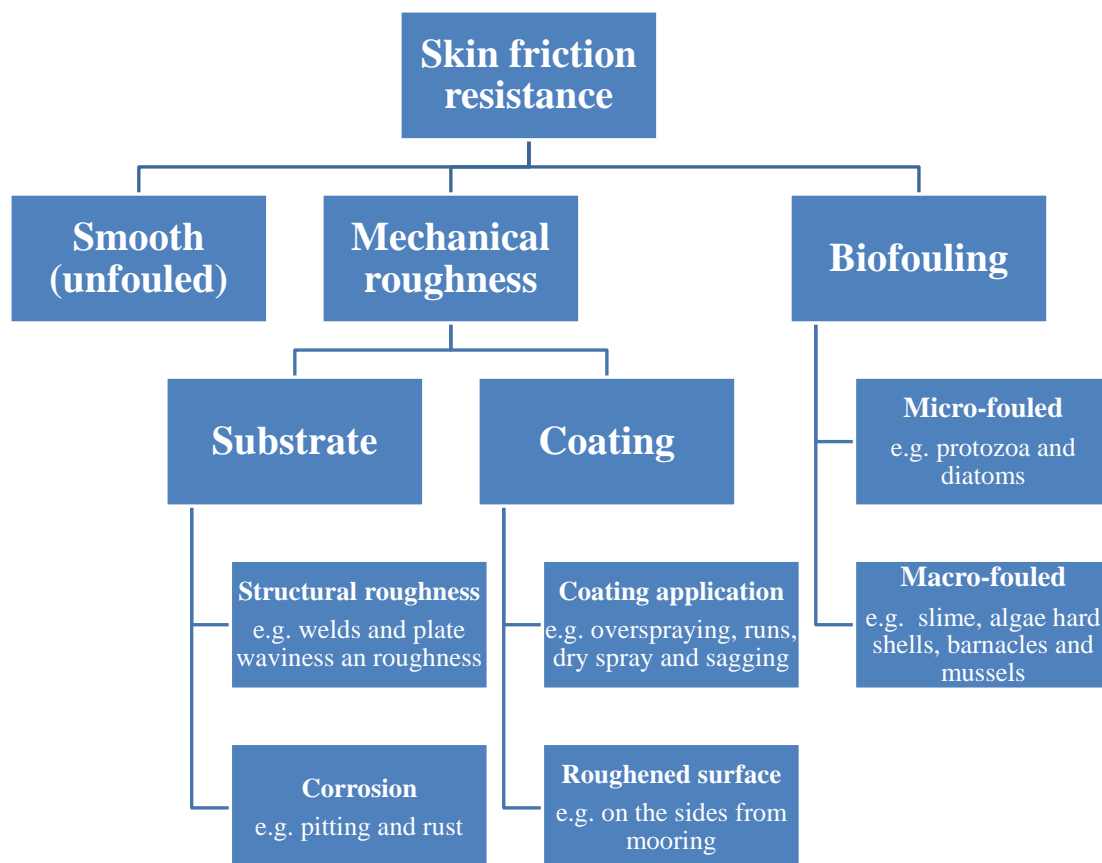 Skin friction
resistance
Smooth
(unfouled)
Mechanical
roughness
Biofouling
Substrate
Coating
Micro-fouled
e.g. protozoa and
diatoms
Structural roughness
e.g. welds and plate
waviness an roughness
Coating application
e.g. overspraying, runs,
dry spray and sagging
Macro-fouled
e.g. slime, algae hard
shells, barnacles and
mussels
Corrosion
e.g. pitting and rust
Roughened surface
e.g. on the sides from
mooring